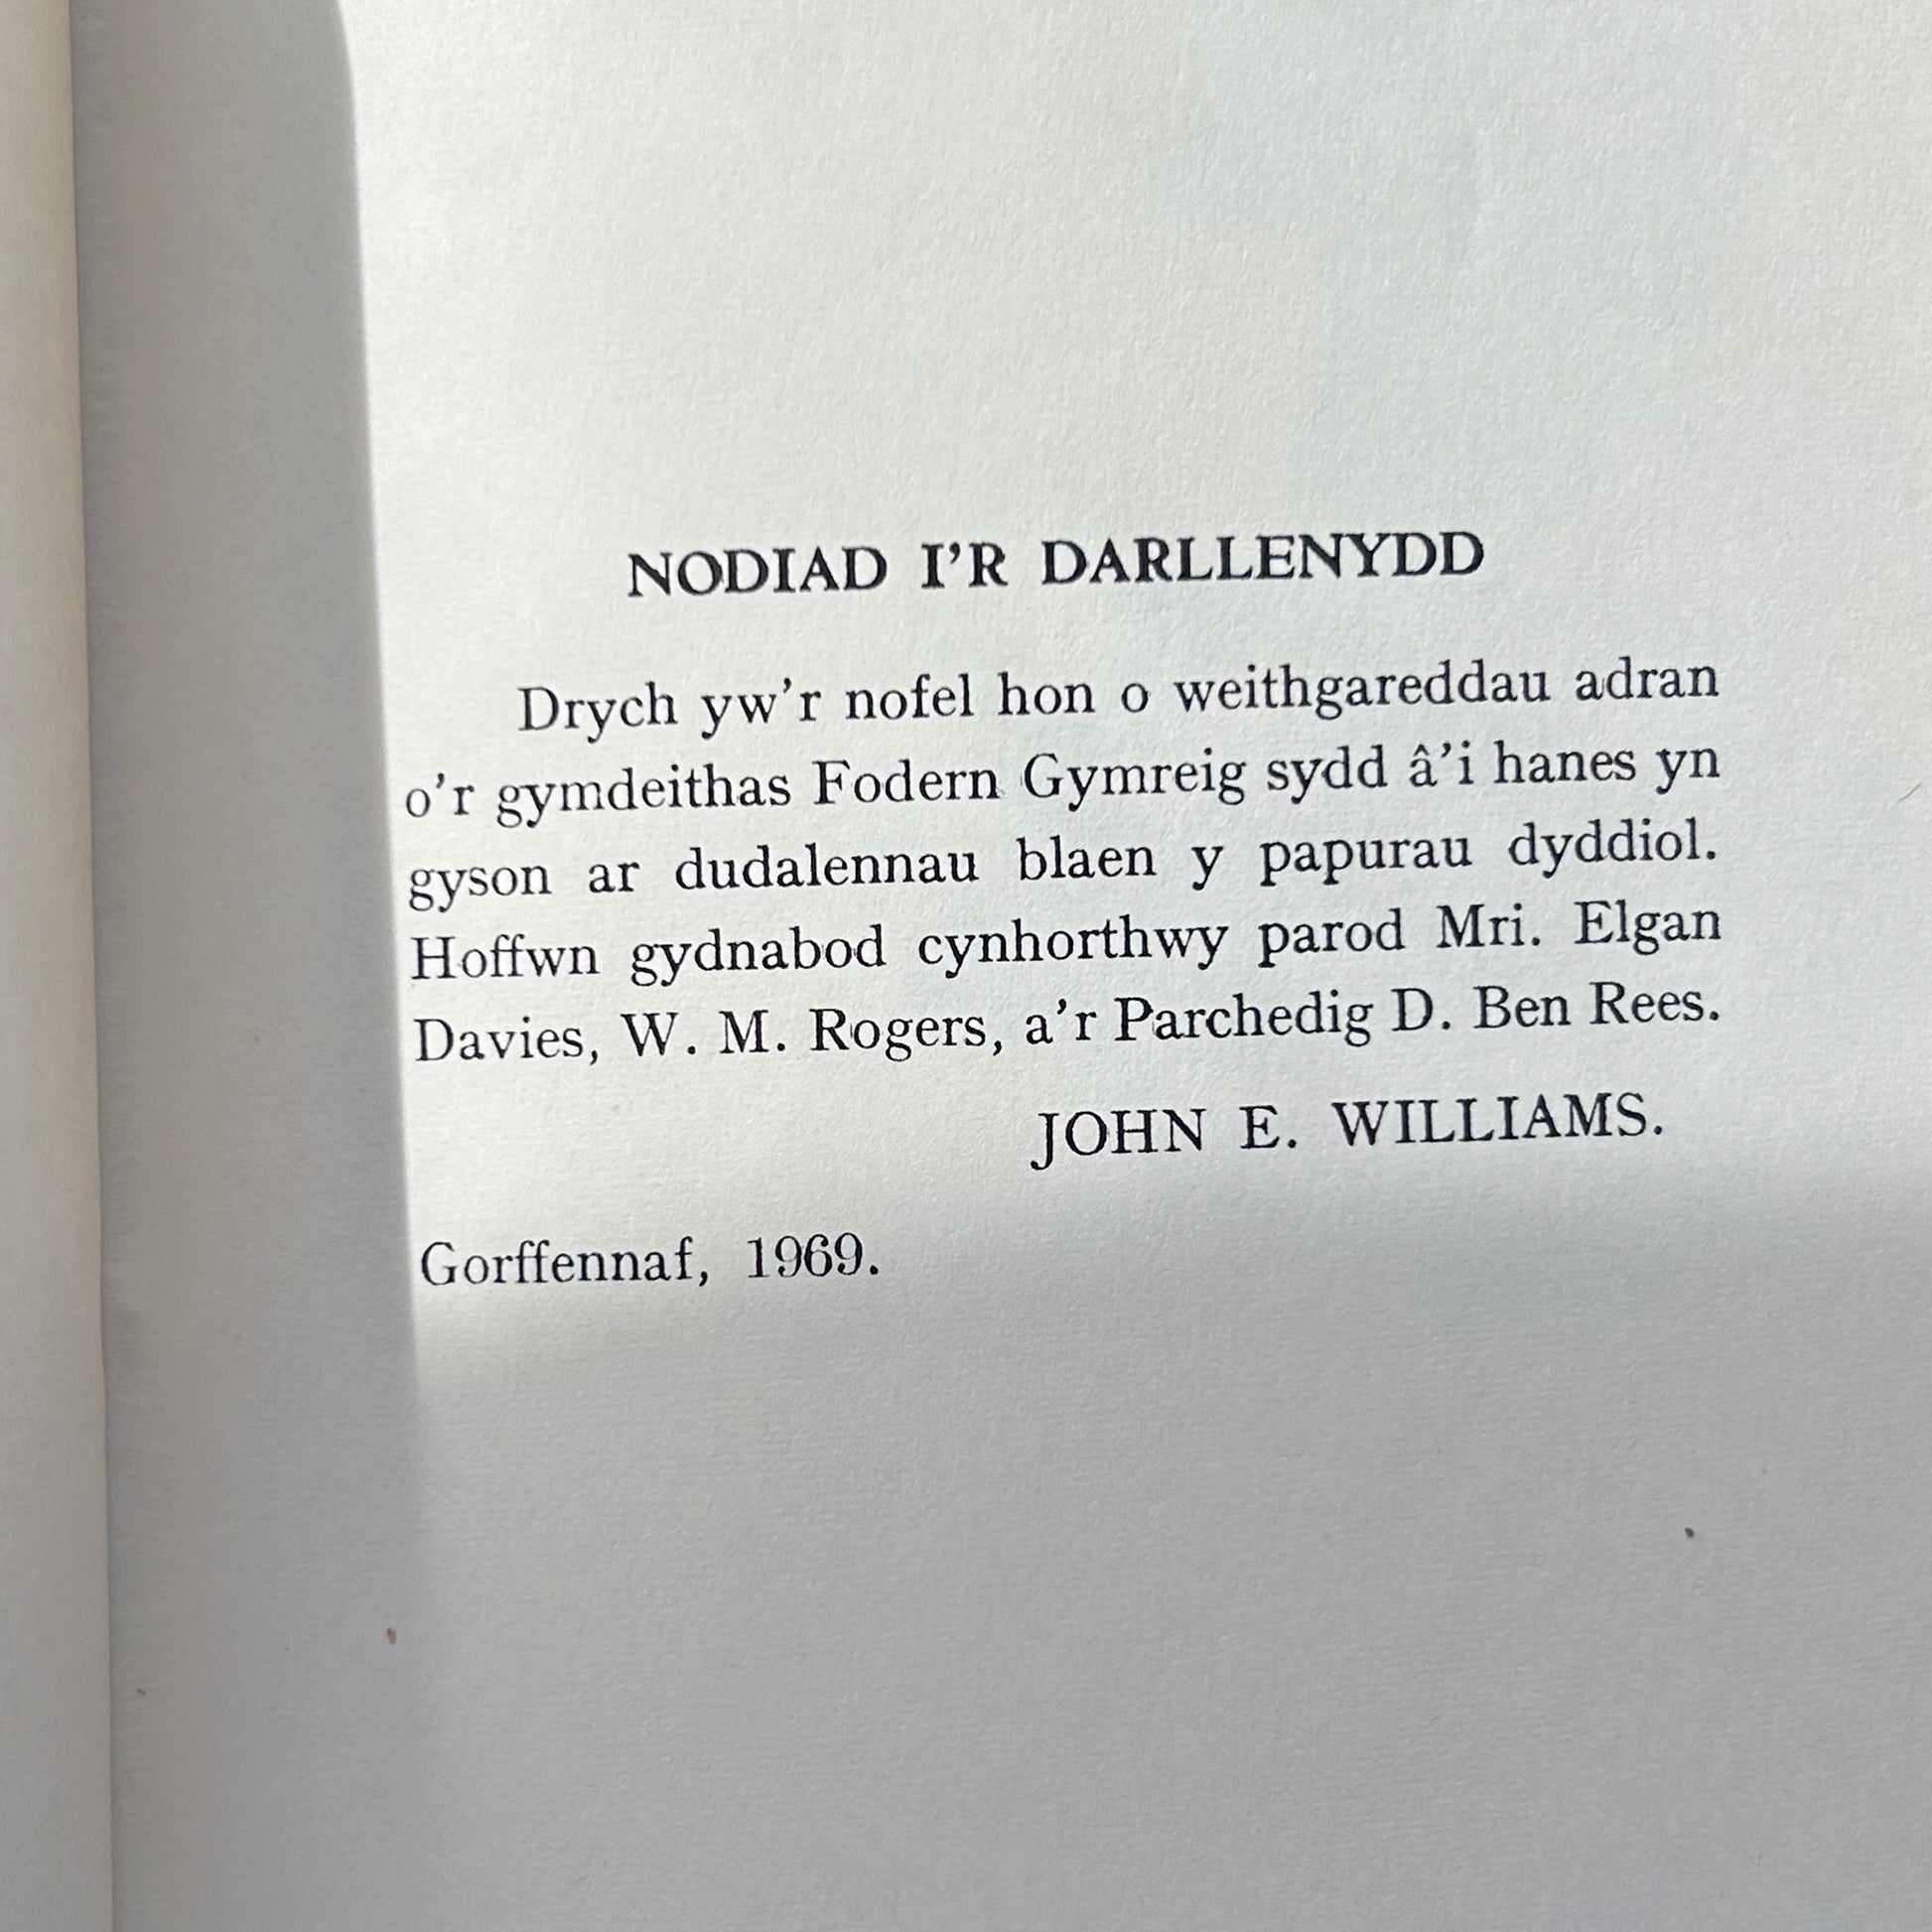 NODIAD I'R DARLLENYDD
Drych yw'r nofel hon o weithgareddau adran
o'r gymdeithas Fodern Gymreig sydd â'i hanes yn
gyson ar dudalennau blaen y papurau dyddiol.
Hoffwn gydnabod cynhorthwy parod Mri. Elgan
Davies, W. M. Rogers, a'r Parchedig D. Ben Rees.
JOHN E. WILLIAMS.
Gorffennaf, 1969.